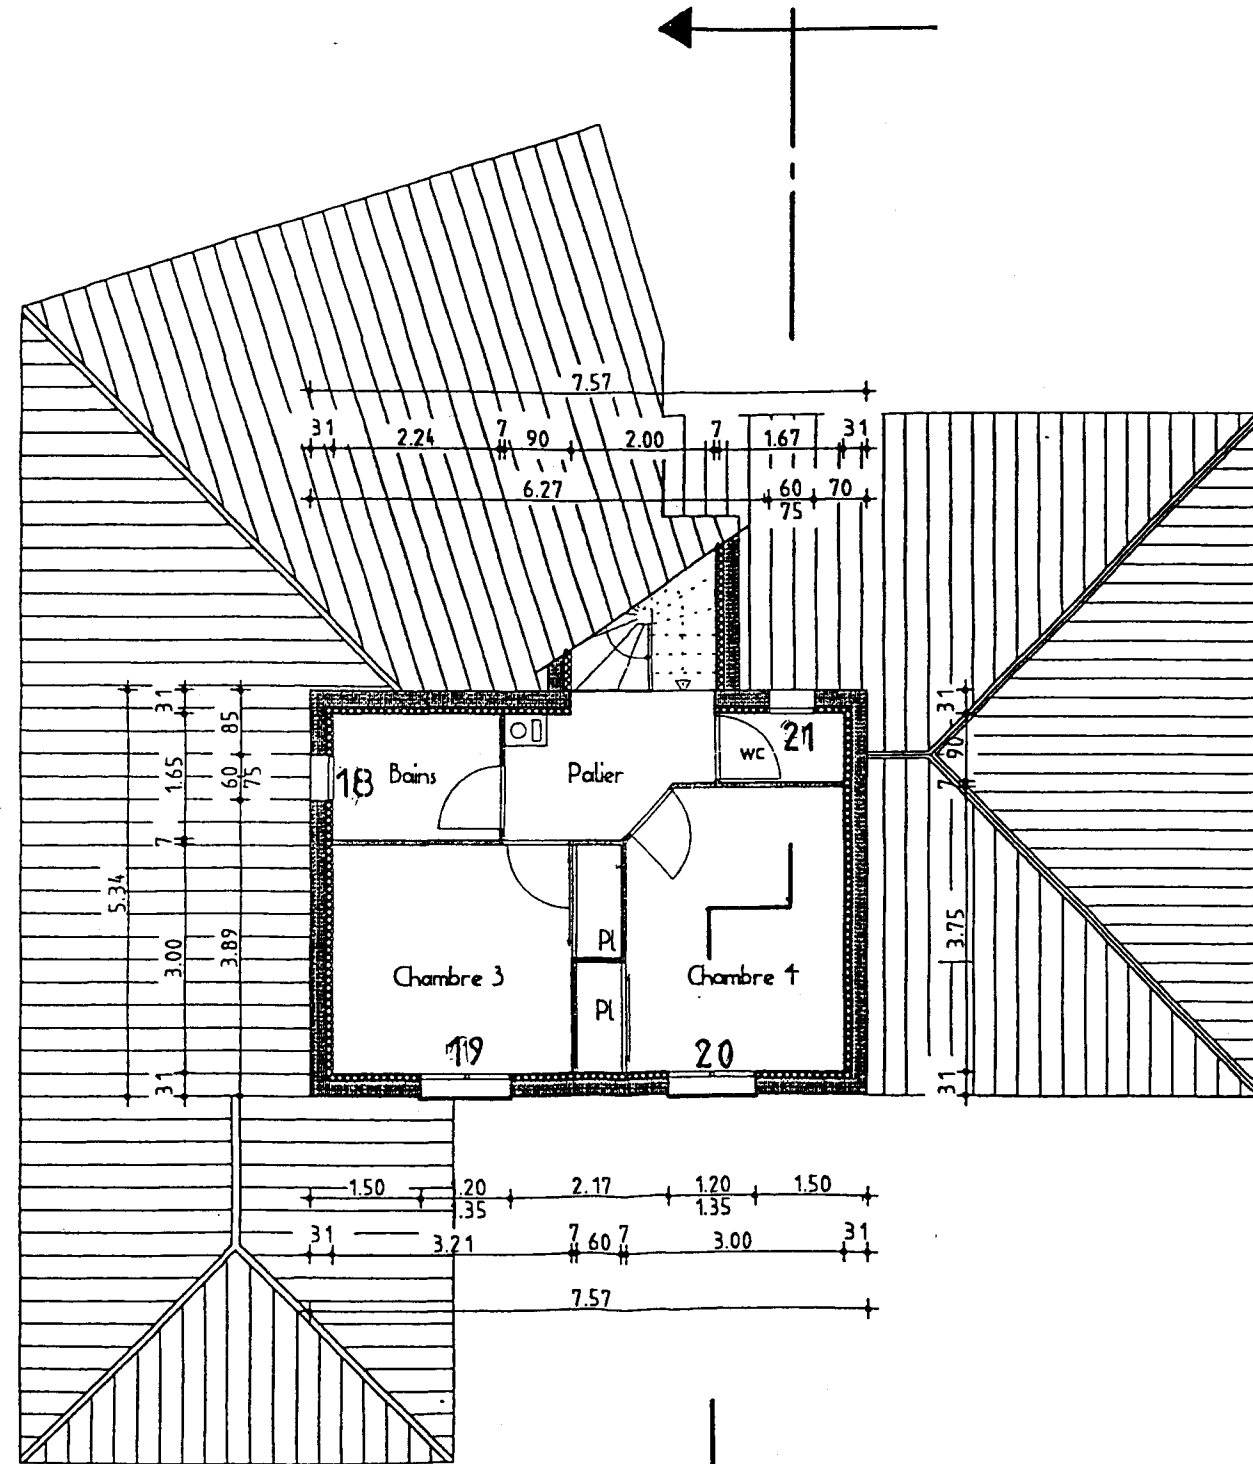 7.57
31 2.24 7 90 2.00 7 1.67 31
6.27 60 70
75
31 85 31
1.65 60 75 18 Bains Palier WC 21 90
7 7
5.34
3.00 3.89 Pl 3.75
Chambre 3 Chambre 4
Pl
31 19 20 31
1.50 1.20 2.17 1.20 1.50
1.35 1.35
31 3.21 7 60 7 3.00 31
7.57